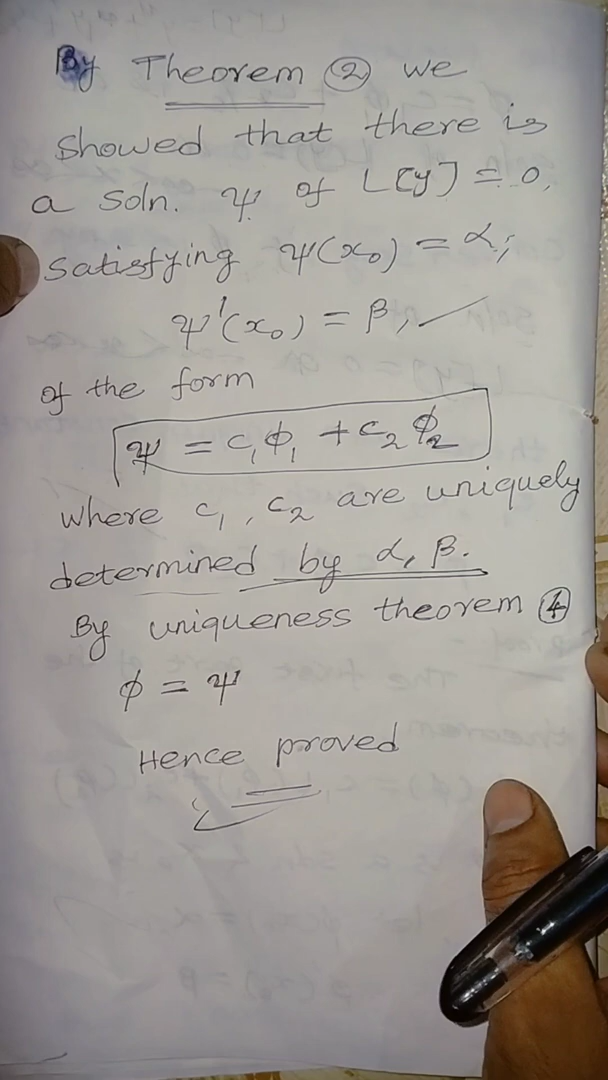 By Theorem ② we
showed that there is
a soln. ψ of L[y] = 0,
satisfying ψ(x₀) = α;
ψ'(x₀) = β,
of the form
ψ = c₁ϕ₁ + c₂ϕ₂
where c₁, c₂ are uniquely
determined by α, β.
By uniqueness theorem ④
ϕ = ψ
Hence proved